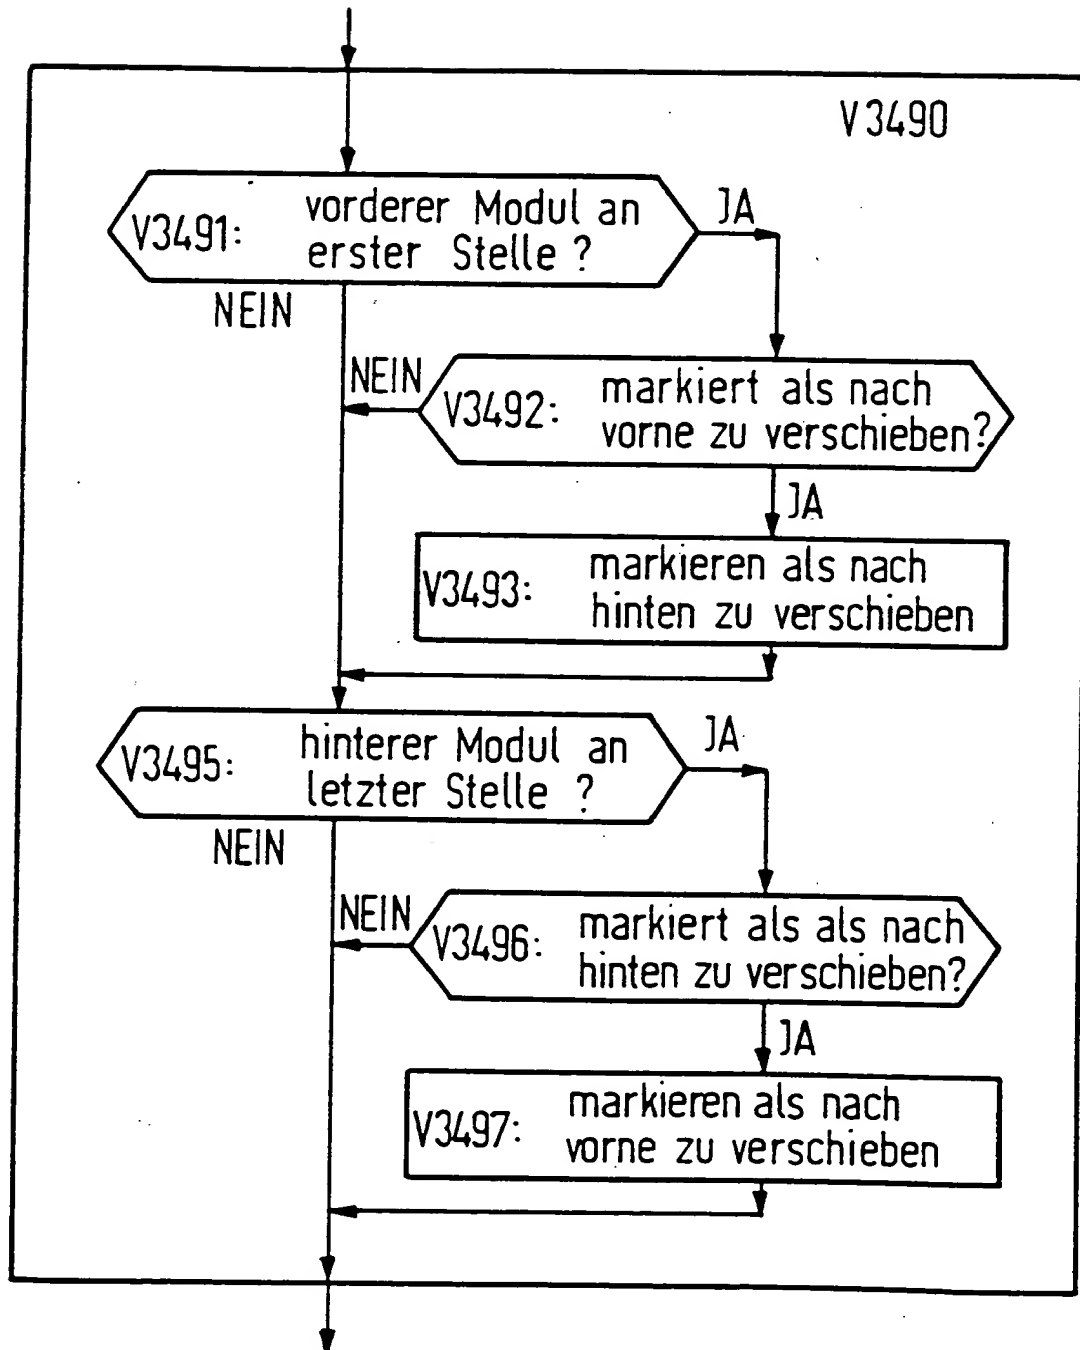 V3490
V3491: vorderer Modul an
erster Stelle ?
JA
NEIN
NEIN
V3492: markiert als nach
vorne zu verschieben?
JA
V3493: markieren als nach
hinten zu verschieben
V3495: hinterer Modul an
letzter Stelle ?
JA
NEIN
NEIN
V3496: markiert als als nach
hinten zu verschieben?
JA
V3497: markieren als nach
vorne zu verschieben